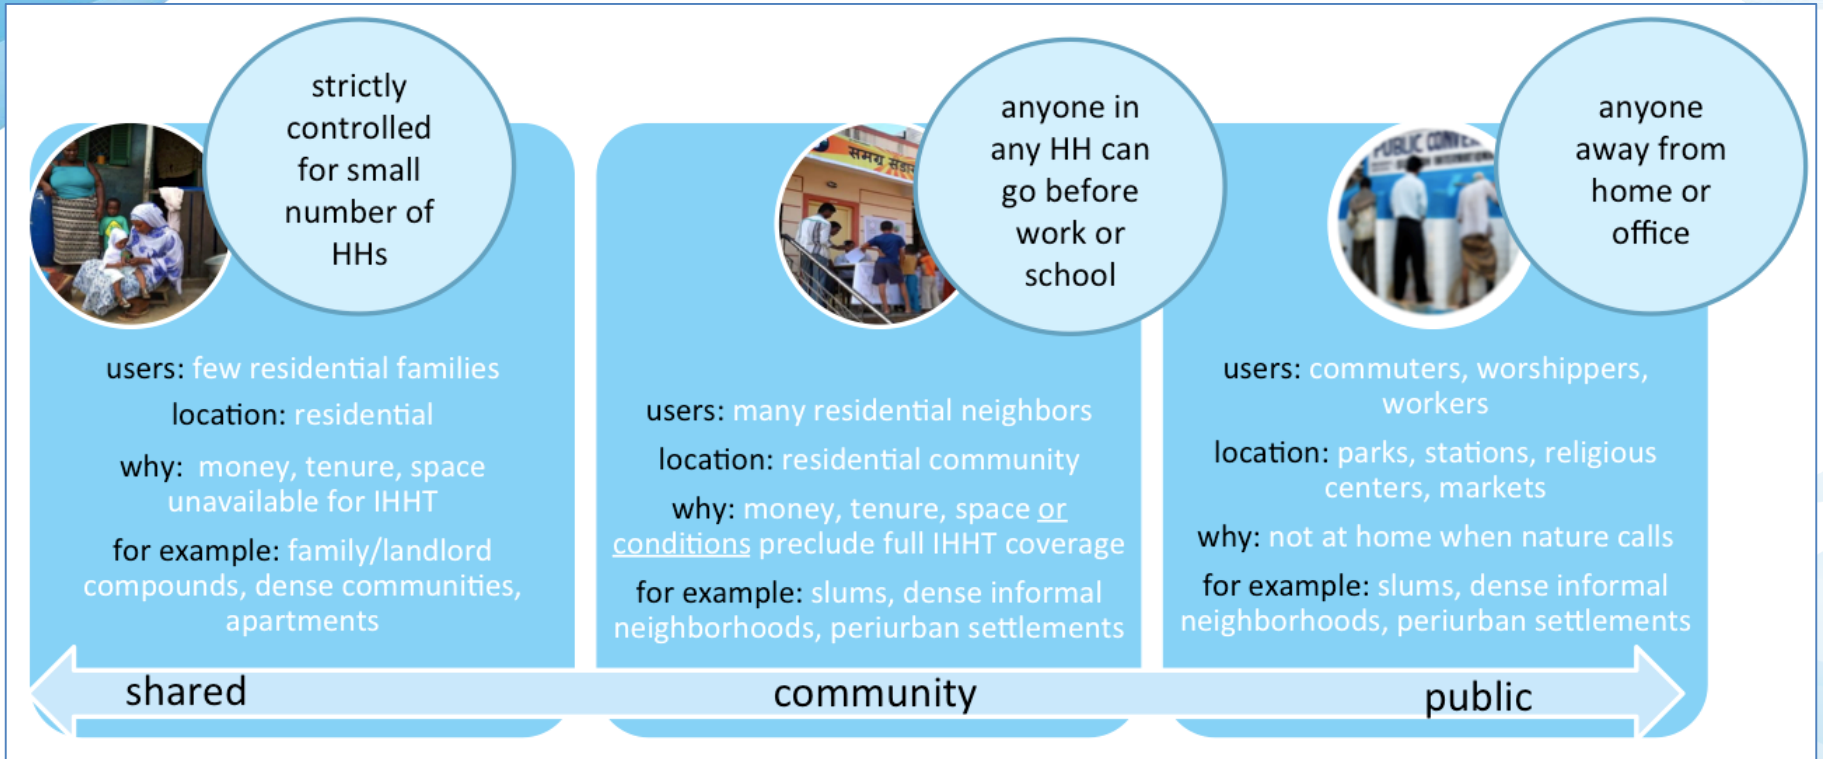 strictly
controlled
for small
number of
HHs
users: few residential families
location: residential
why: money, tenure, space
unavailable for IHHT
for example: family/landlord
compounds, dense communities,
apartments
shared
समग्र
anyone in
any HH can
go before
work or
school
users: many residential neighbors
location: residential community
why: money, tenure, space or
conditions preclude full IHHT coverage
for example: slums, dense informal
neighborhoods, periurban settlements
community
PUBLIC
INTERNATIONAL
anyone
away from
home or
office
users: commuters, worshippers,
workers
location: parks, stations, religious
centers, markets
why: not at home when nature calls
for example: slums, dense informal
neighborhoods, periurban settlements
public